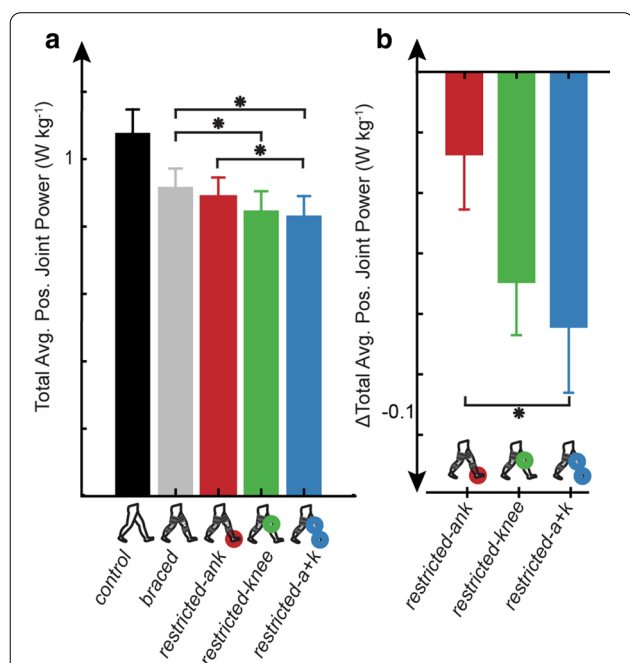 a
Total Avg. Pos. Joint Power (W kg⁻¹)
1
*
*
*
control
braced
restricted-ank
restricted-knee
restricted-a+k
b
ΔTotal Avg. Pos. Joint Power (W kg⁻¹)
-0.1
*
restricted-ank
restricted-knee
restricted-a+k